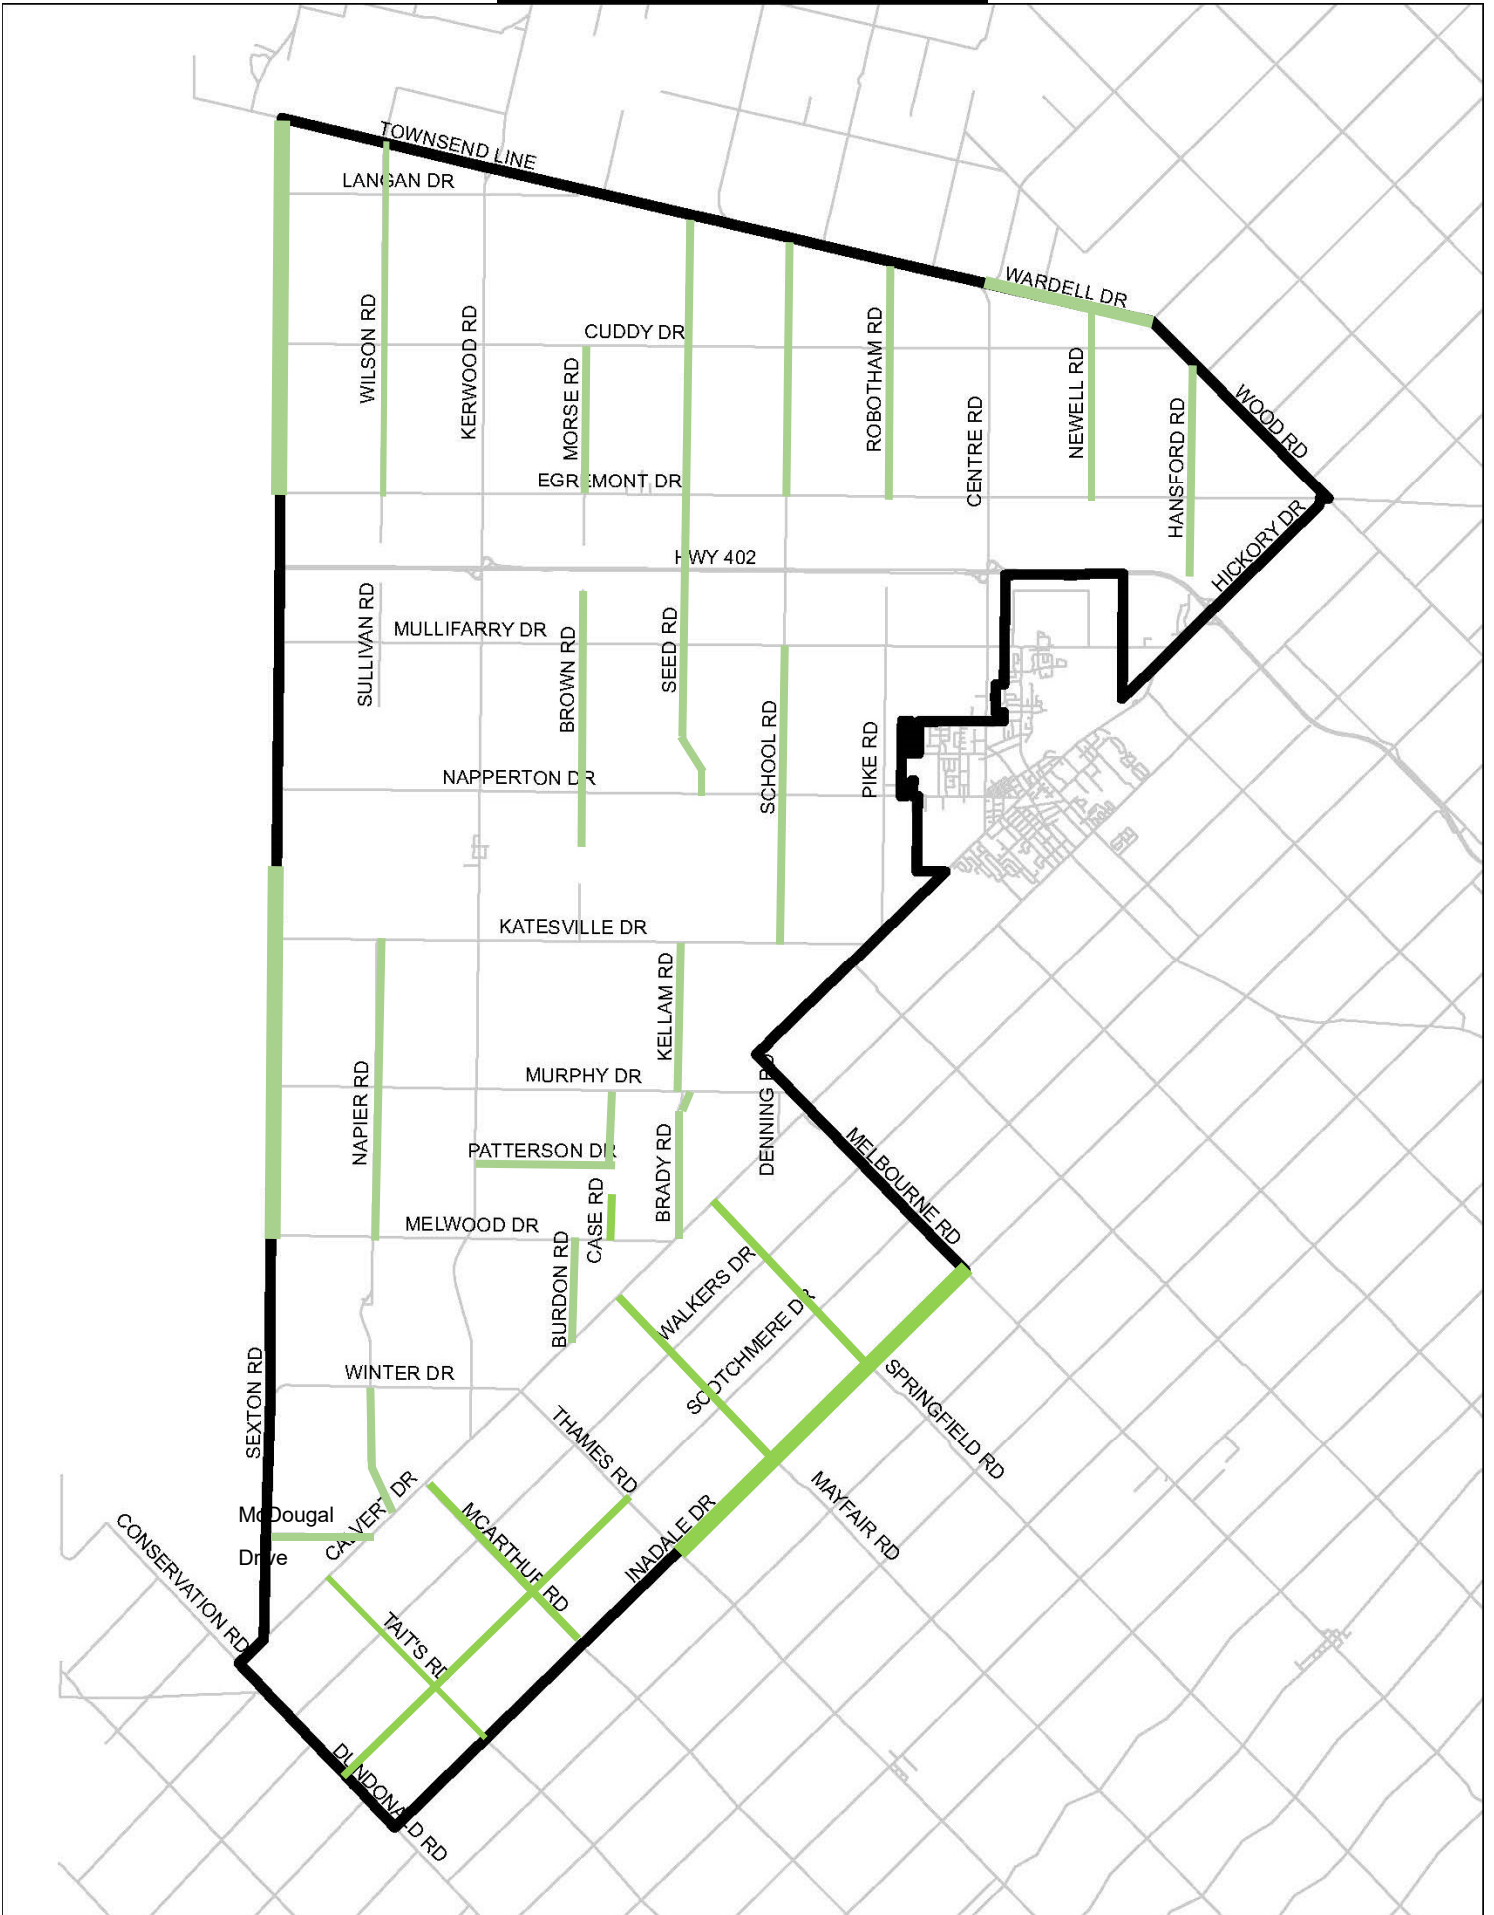 TOWNSEND LINE
LANGAN DR
WARDELL DR
WILSON RD
KERWOOD RD
CUDDY DR
MORSE RD
ROBOTHAM RD
CENTRE RD
NEWELL RD
HANSFORD RD
WOOD RD
EGREMONT DR
HICKORY DR
HWY 402
SULLIVAN RD
MULLIFARRY DR
BROWN RD
SEED RD
SCHOOL RD
PIKE RD
NAPPERTON DR
KATESVILLE DR
KELLAM RD
NAPIER RD
MURPHY DR
DENNING RD
PATTERSON DR
BRADY RD
MELBOURNE RD
CASE RD
MELWOOD DR
BURDON RD
WALKERS DR
SCOTCHMERE DR
SEXTON RD
WINTER DR
SPRINGFIELD RD
THAMES RD
MAYFAIR RD
McDougal
Drive
CALVERT DR
MCARTHUR RD
INADALE DR
CONSERVATION RD
TAIT'S RD
DUNDONALD RD